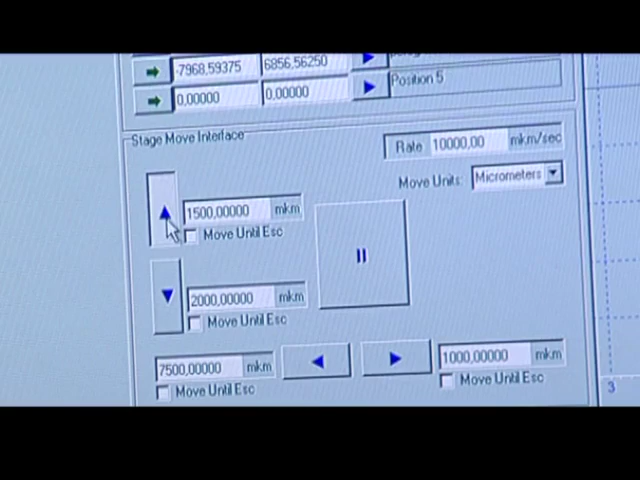 -7968,59375 6856,56250
0,00000 0,00000 Position 5
Stage Move Interface
Rate 10000,00 mkm/sec
Move Units: Micrometers
1500,00000 mkm
Move Until Esc
2000,00000 mkm
Move Until Esc
7500,00000 mkm
Move Until Esc
1000,00000 mkm
Move Until Esc
3